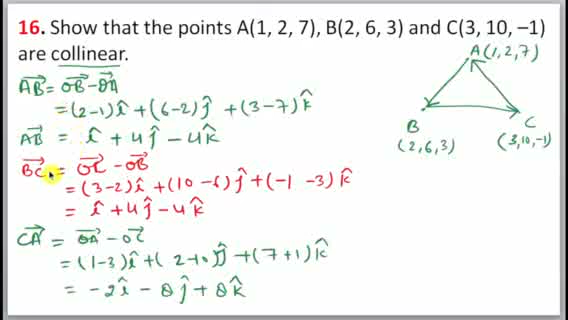 16. Show that the points A(1, 2, 7), B(2, 6, 3) and C(3, 10, –1)
are collinear.
A(1,2,7)
B
(2,6,3)
C
(3,10,-1)
AB⃗ = OB⃗ - OA⃗
= (2-1)î + (6-2)ĵ + (3-7)k̂
AB⃗ = î + 4ĵ - 4k̂
BC⃗ = OC⃗ - OB⃗
= (3-2)î + (10-6)ĵ + (-1 -3)k̂
= î + 4ĵ - 4k̂
CA⃗ = OA⃗ - OC⃗
= (1-3)î + (2-10)ĵ + (7+1)k̂
= -2î - 8ĵ + 8k̂